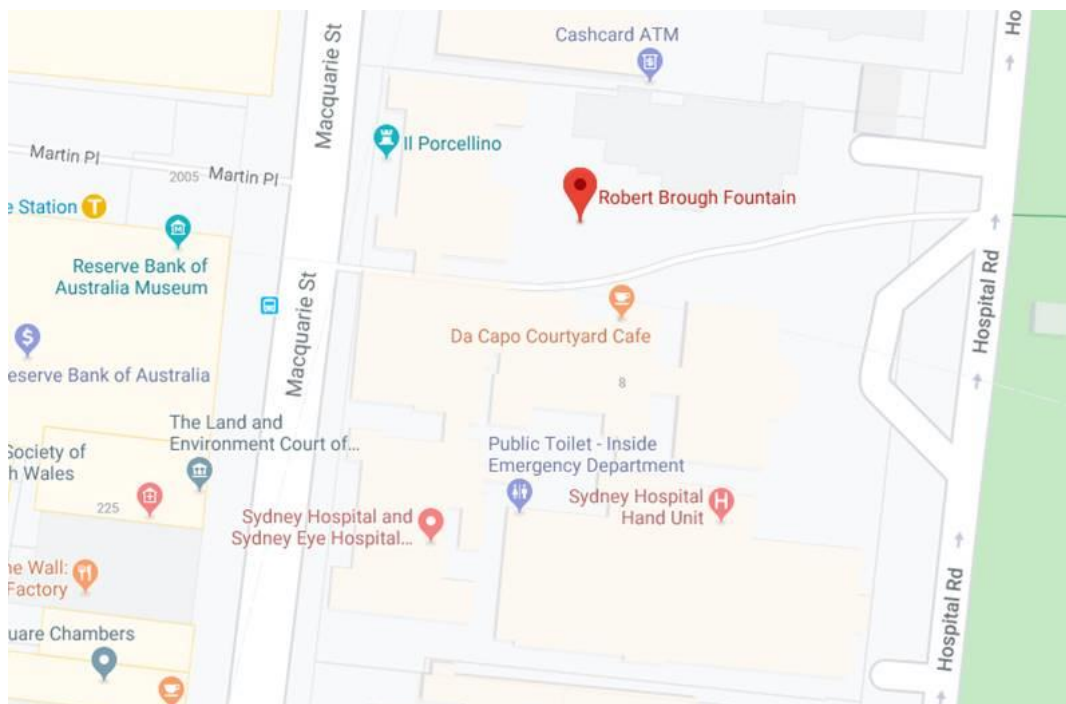 Cashcard ATM
Ho
Macquarie St
Il Porcellino
Martin Pl
2005
Martin Pl
e Station
T
Robert Brough Fountain
Reserve Bank of
Australia Museum
M
Macquarie St
Hospital Rd
Da Capo Courtyard Cafe
$
eserve Bank of Australia
8
The Land and
Environment Court of...
Society of
h Wales
Public Toilet - Inside
Emergency Department
225
Sydney Hospital and
Sydney Eye Hospital...
Sydney Hospital
Hand Unit
H
ne Wall:
Factory
Hospital Rd
uare Chambers